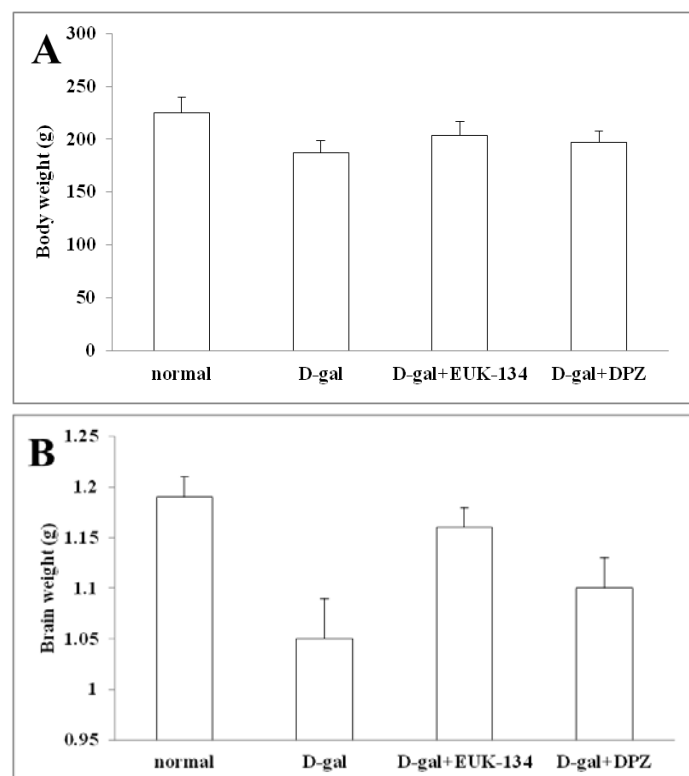 A
300
250
200
150
100
50
0
Body weight (g)
normal D-gal D-gal+EUK-134 D-gal+DPZ
B
1.25
1.2
1.15
1.1
1.05
1
0.95
Brain weight (g)
normal D-gal D-gal+EUK-134 D-gal+DPZ